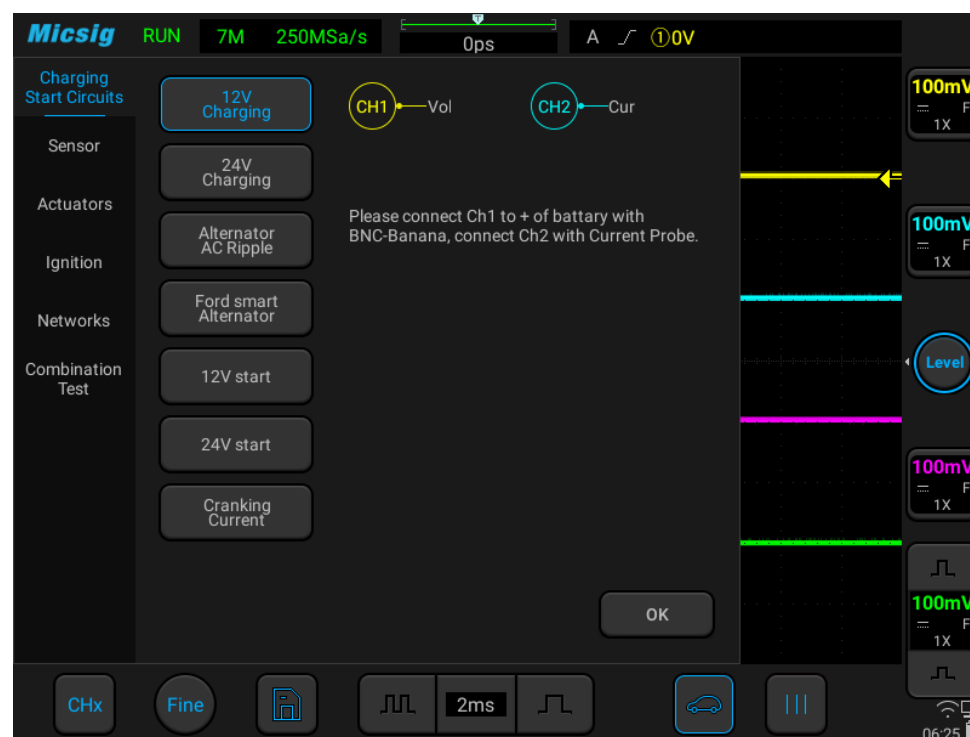 Micsig RUN 7M 250MSa/s 0ps A ①0V
Charging
Start Circuits
Sensor
Actuators
Ignition
Networks
Combination
Test
12V
Charging
24V
Charging
Alternator
AC Ripple
Ford smart
Alternator
12V start
24V start
Cranking
Current
CH1 Vol CH2 Cur
Please connect Ch1 to + of battary with
BNC-Banana, connect Ch2 with Current Probe.
OK
100mV
F
1X
100mV
F
1X
Level
100mV
F
1X
100mV
F
1X
CHx Fine 2ms
06:25